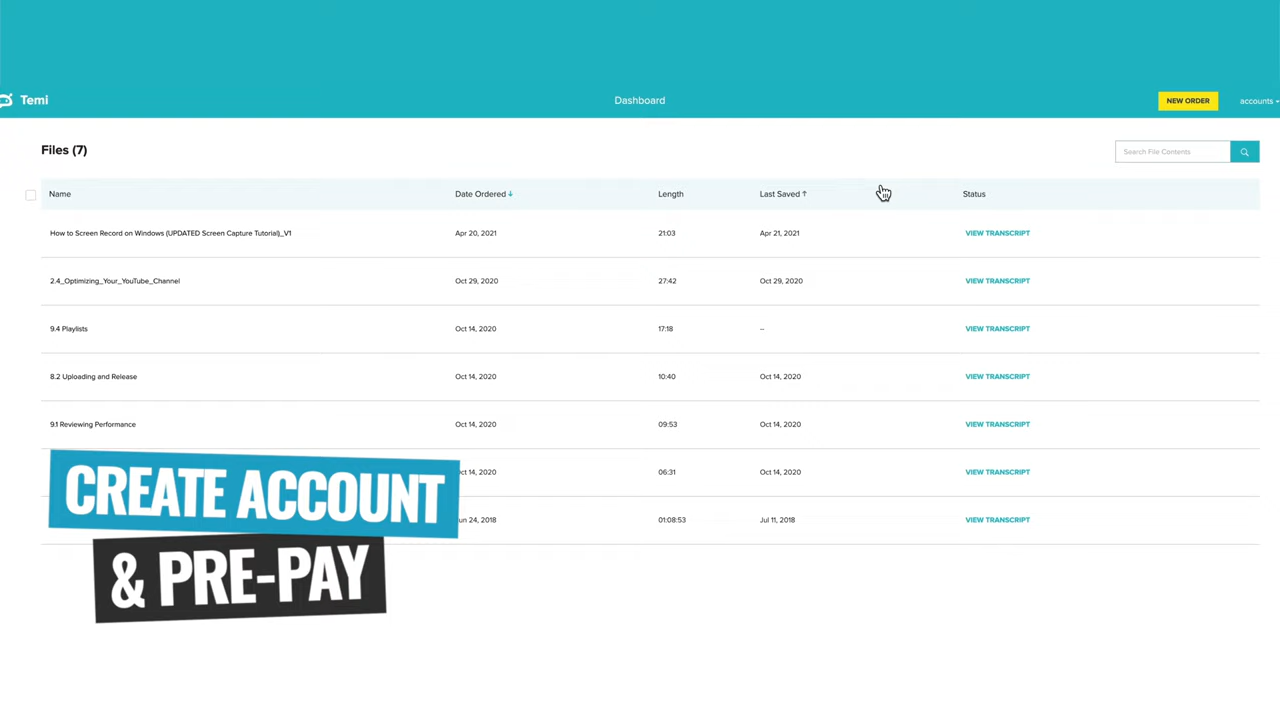 Temi
Dashboard
NEW ORDER
accounts
Files (7)
Search File Contents
Name Date Ordered ↓ Length Last Saved ↑ Status
How to Screen Record on Windows (UPDATED Screen Capture Tutorial)_V1 Apr 20, 2021 21:03 Apr 21, 2021 VIEW TRANSCRIPT
2.4_Optimizing_Your_YouTube_Channel Oct 29, 2020 27:42 Oct 29, 2020 VIEW TRANSCRIPT
9.4 Playlists Oct 14, 2020 17:18 – VIEW TRANSCRIPT
8.2 Uploading and Release Oct 14, 2020 10:40 Oct 14, 2020 VIEW TRANSCRIPT
9.1 Reviewing Performance Oct 14, 2020 09:53 Oct 14, 2020 VIEW TRANSCRIPT
14, 2020 06:31 Oct 14, 2020 VIEW TRANSCRIPT
24, 2018 01:08:53 Jul 11, 2018 VIEW TRANSCRIPT
CREATE ACCOUNT
& PRE-PAY